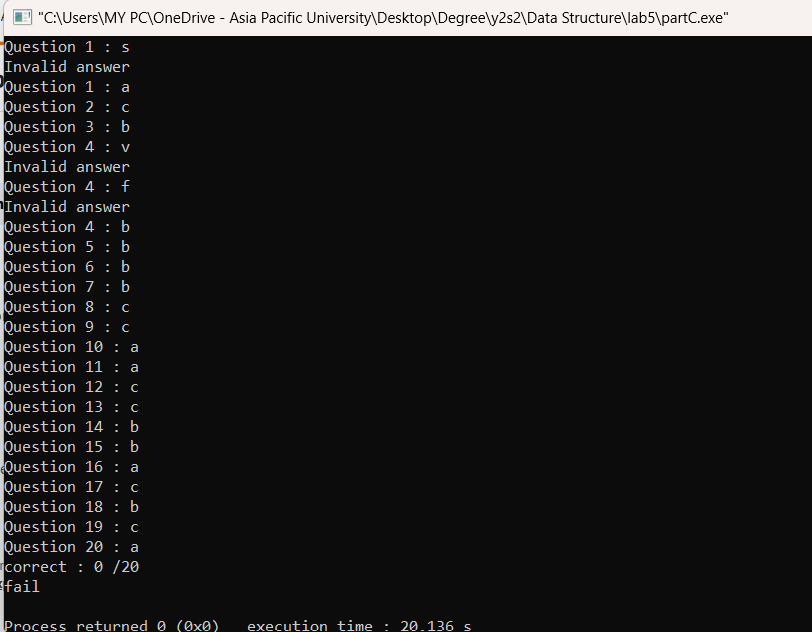 "C:\Users\MY PC\OneDrive - Asia Pacific University\Desktop\Degree\y2s2\Data Structure\lab5\partC.exe"
Question 1 : s
Invalid answer
Question 1 : a
Question 2 : c
Question 3 : b
Question 4 : v
Invalid answer
Question 4 : f
Invalid answer
Question 4 : b
Question 5 : b
Question 6 : b
Question 7 : b
Question 8 : c
Question 9 : c
Question 10 : a
Question 11 : a
Question 12 : c
Question 13 : c
Question 14 : b
Question 15 : b
Question 16 : a
Question 17 : c
Question 18 : b
Question 19 : c
Question 20 : a
correct : 0 /20
fail
Process returned 0 (0x0)   execution time : 20.136 s